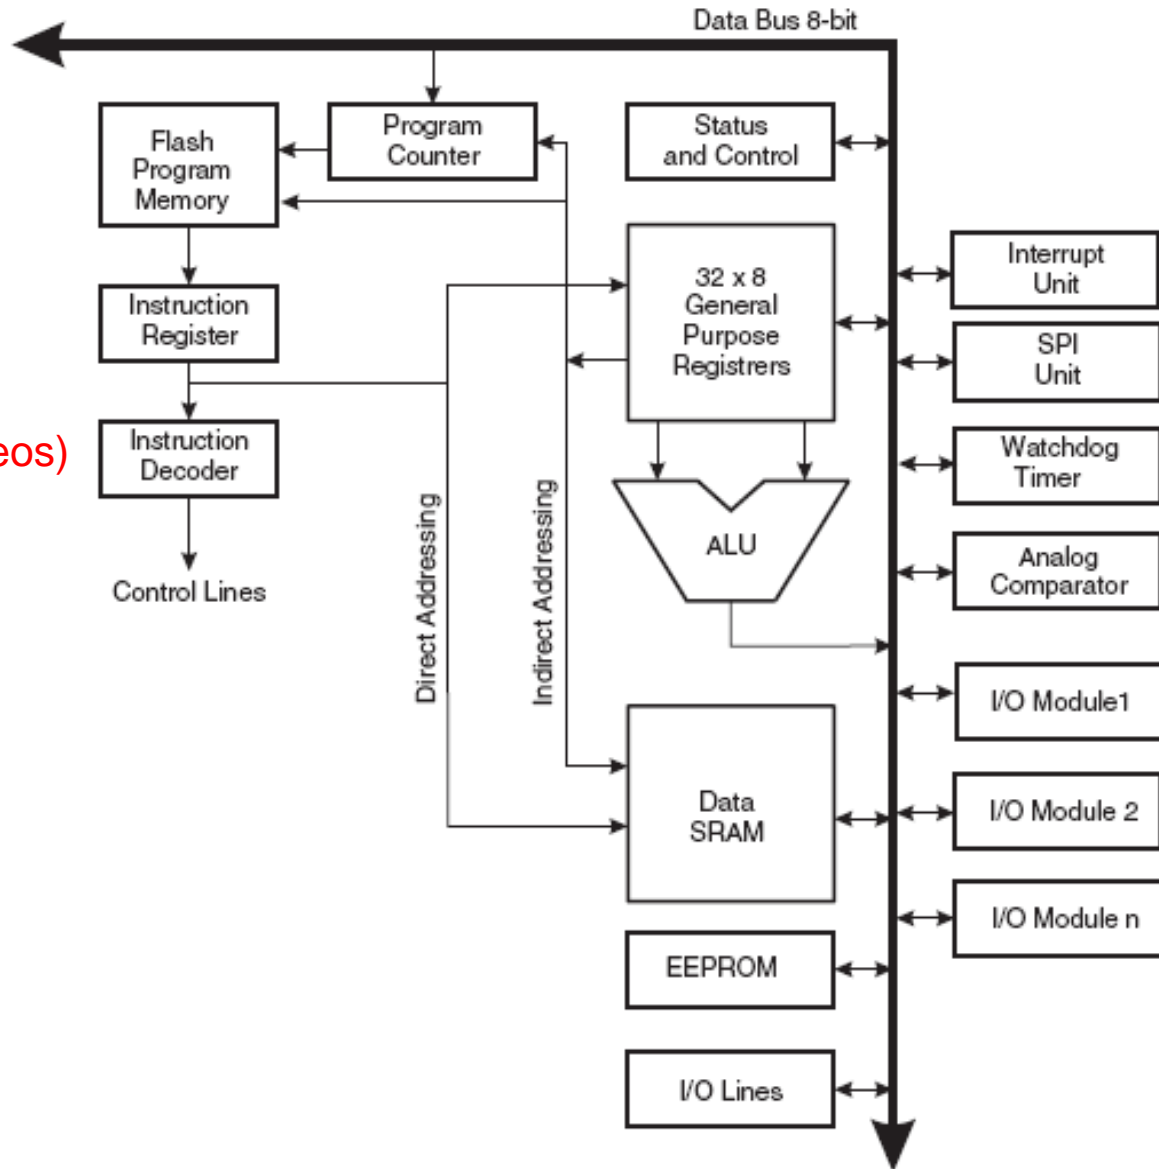 Data Bus 8-bit
Flash
Program
Memory
Program
Counter
Status
and Control
32 x 8
General
Purpose
Registrers
Interrupt
Unit
Instruction
Register
SPI
Unit
eos)
Instruction
Decoder
Watchdog
Timer
Direct Addressing
Indirect Addressing
ALU
Analog
Comparator
Control Lines
I/O Module1
Data
SRAM
I/O Module 2
I/O Module n
EEPROM
I/O Lines